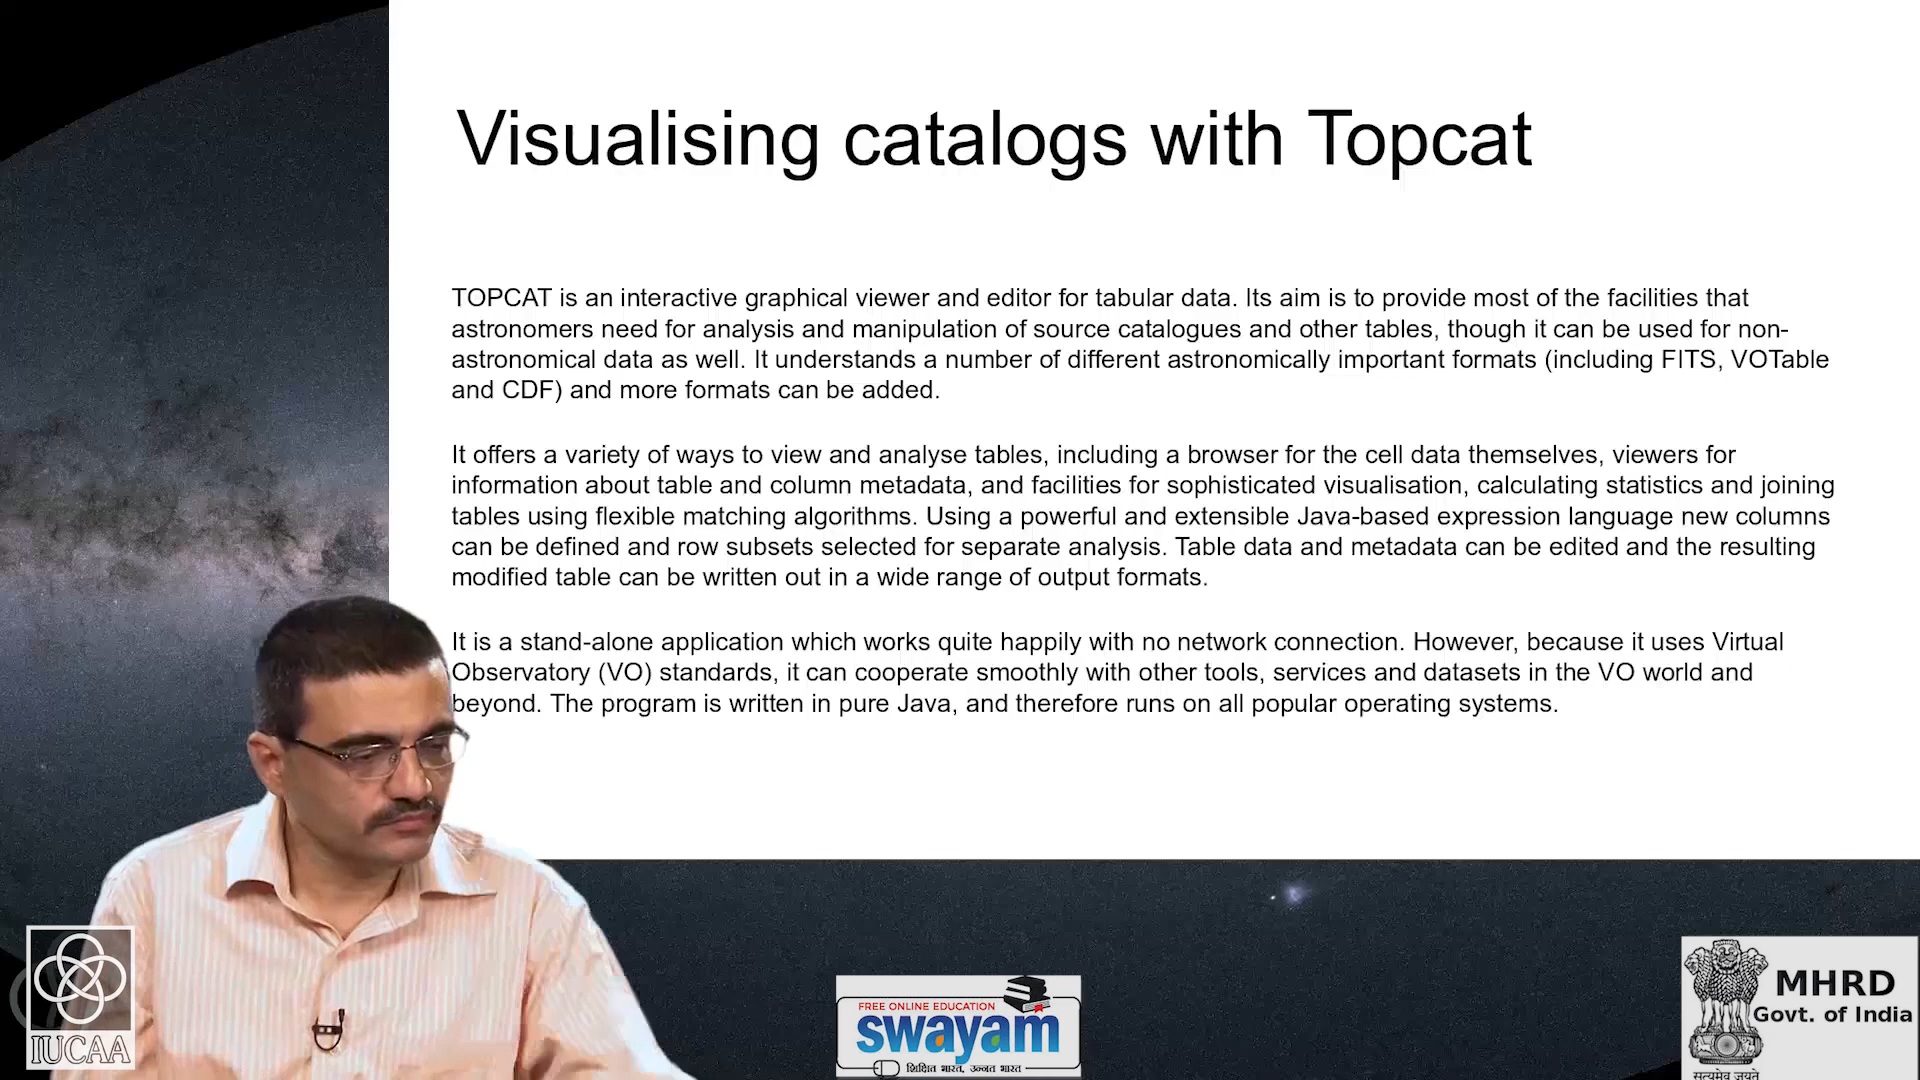 Visualising catalogs with Topcat
TOPCAT is an interactive graphical viewer and editor for tabular data. Its aim is to provide most of the facilities that
astronomers need for analysis and manipulation of source catalogues and other tables, though it can be used for non-
astronomical data as well. It understands a number of different astronomically important formats (including FITS, VOTable
and CDF) and more formats can be added.
It offers a variety of ways to view and analyse tables, including a browser for the cell data themselves, viewers for
information about table and column metadata, and facilities for sophisticated visualisation, calculating statistics and joining
tables using flexible matching algorithms. Using a powerful and extensible Java-based expression language new columns
can be defined and row subsets selected for separate analysis. Table data and metadata can be edited and the resulting
modified table can be written out in a wide range of output formats.
It is a stand-alone application which works quite happily with no network connection. However, because it uses Virtual
Observatory (VO) standards, it can cooperate smoothly with other tools, services and datasets in the VO world and
beyond. The program is written in pure Java, and therefore runs on all popular operating systems.
IUCAA
FREE ONLINE EDUCATION
swayam
शिक्षित भारत, उन्नत भारत
MHRD
Govt. of India
सत्यमेव जयते